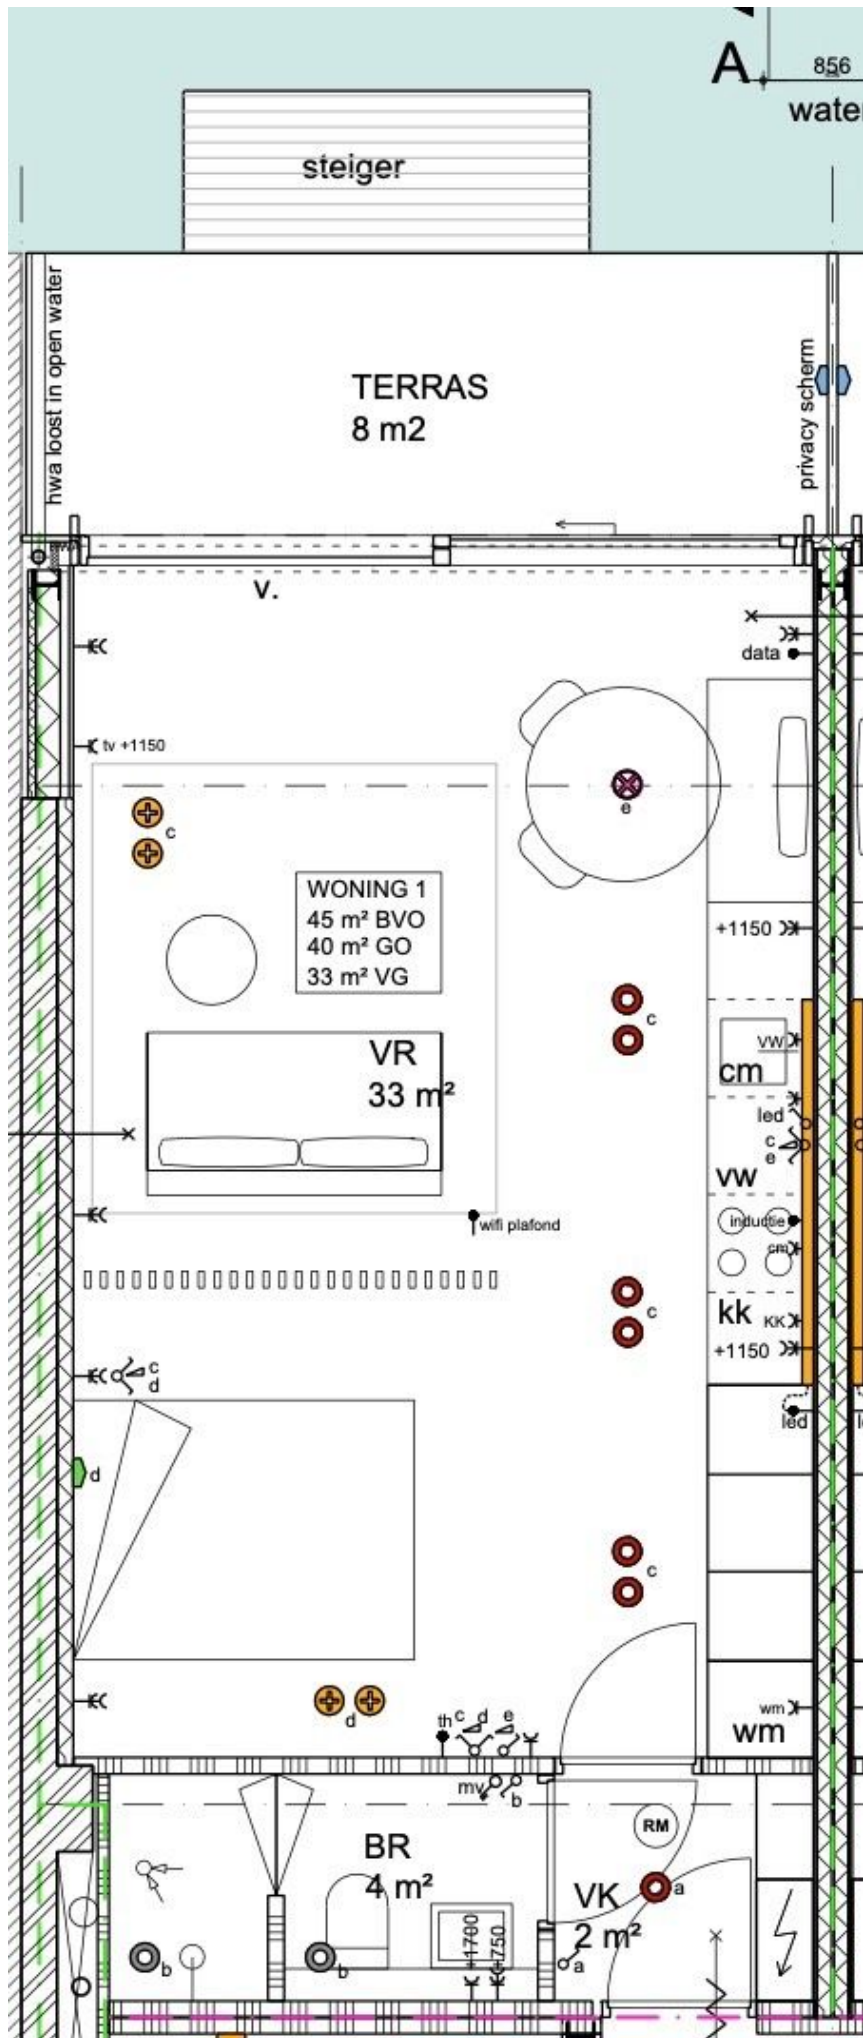 A
856
water
steiger
hwa loost in open water
TERRAS
8 m2
privacy scherm
v.
data
tv +1150
e
c
WONING 1
45 m² BVO
40 m² GO
33 m² VG
+1150
c
VW
cm
VR
33 m²
led
c
e
vw
wifi plafond
inductie
cm
c
kk
KK
+1150
c
d
led
d
c
d
th
c
d
e
wm
wm
mv
b
RM
BR
4 m²
a
VK
2 m²
+1700
+750
b
b
a